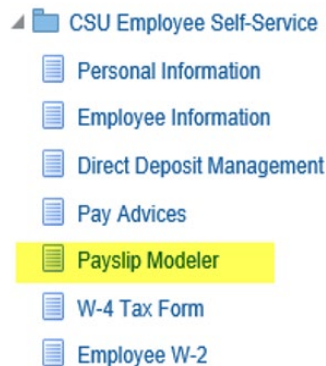 CSU Employee Self-Service
Personal Information
Employee Information
Direct Deposit Management
Pay Advices
Payslip Modeler
W-4 Tax Form
Employee W-2